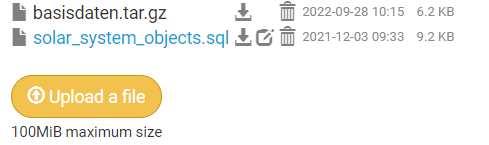 basisdaten.tar.gz 2022-09-28 10:15 6.2 KB
solar_system_objects.sql 2021-12-03 09:33 9.2 KB
Upload a file
100MiB maximum size